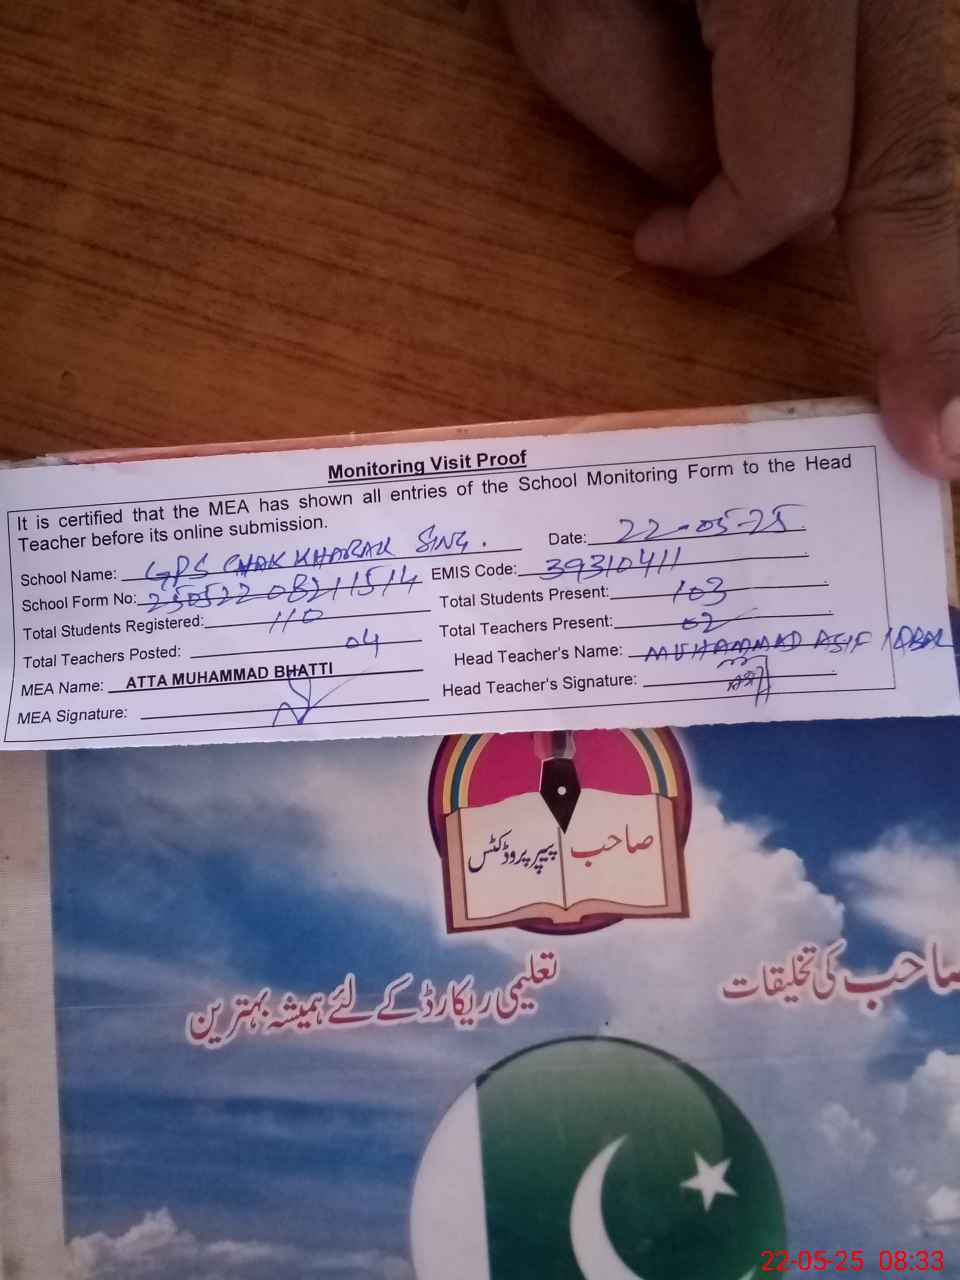 Monitoring Visit Proof
It is certified that the MEA has shown all entries of the School Monitoring Form to the Head
Teacher before its online submission.
School Name: GPS CHAK KHARAK SING. Date: 22-05-25
School Form No: 25052208211514 EMIS Code: 39310411
Total Students Registered: 110 Total Students Present: 103
Total Teachers Posted: 04 Total Teachers Present: 02
MEA Name: ATTA MUHAMMAD BHATTI Head Teacher's Name: MUHAMMAD ASIF IQBAL
MEA Signature: Head Teacher's Signature:
صاحب پیپر پروڈکٹس
صاحب کی تخلیقات
تعلیمی ریکارڈ کے لئے ہمیشہ بہترین
22-05-25 08:33